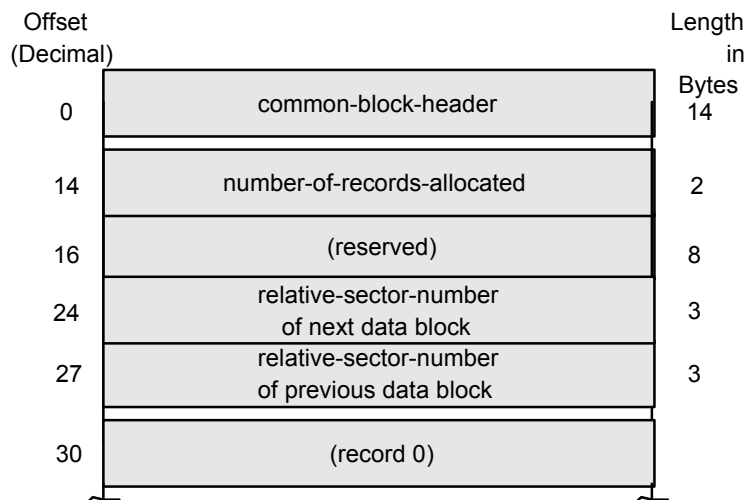 Offset
(Decimal)
Length
in
Bytes
0
common-block-header
14
14
number-of-records-allocated
2
16
(reserved)
8
24
relative-sector-number
of next data block
3
27
relative-sector-number
of previous data block
3
30
(record 0)